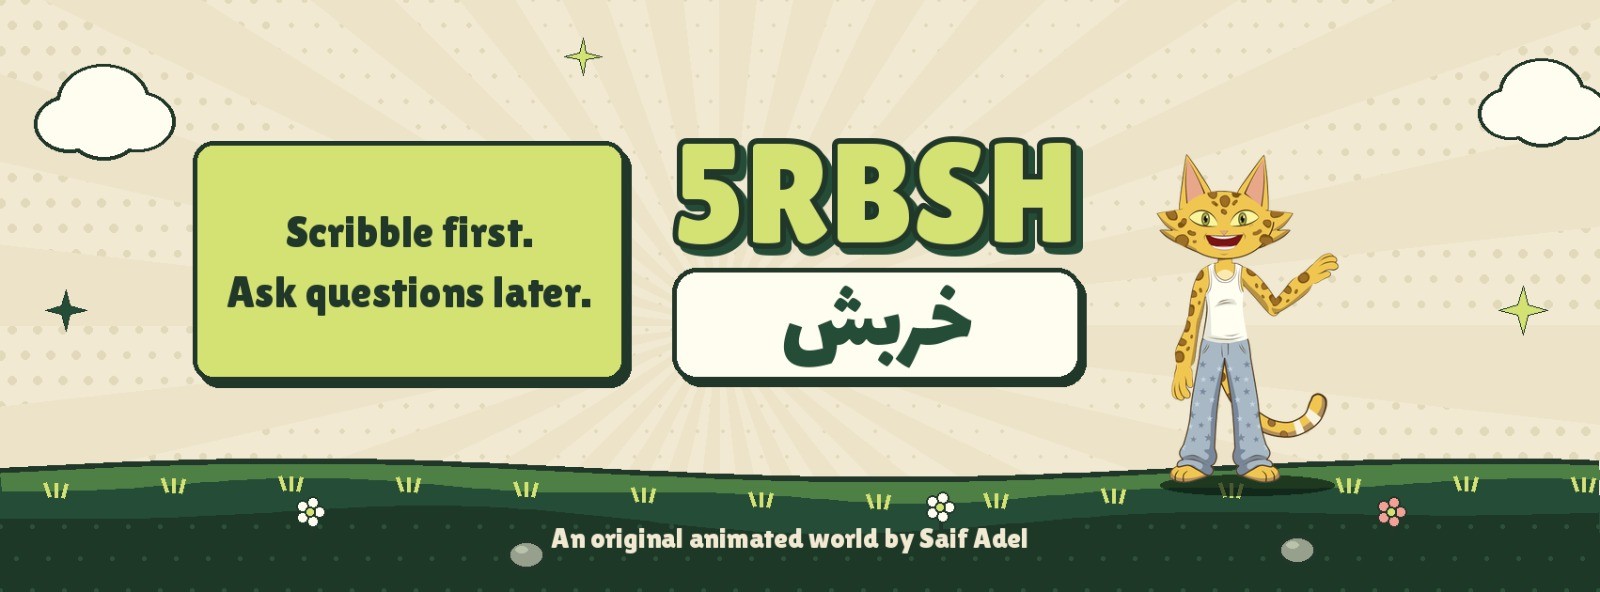 Scribble first.
Ask questions later.
5RBSH
خربش
An original animated world by Saif Adel